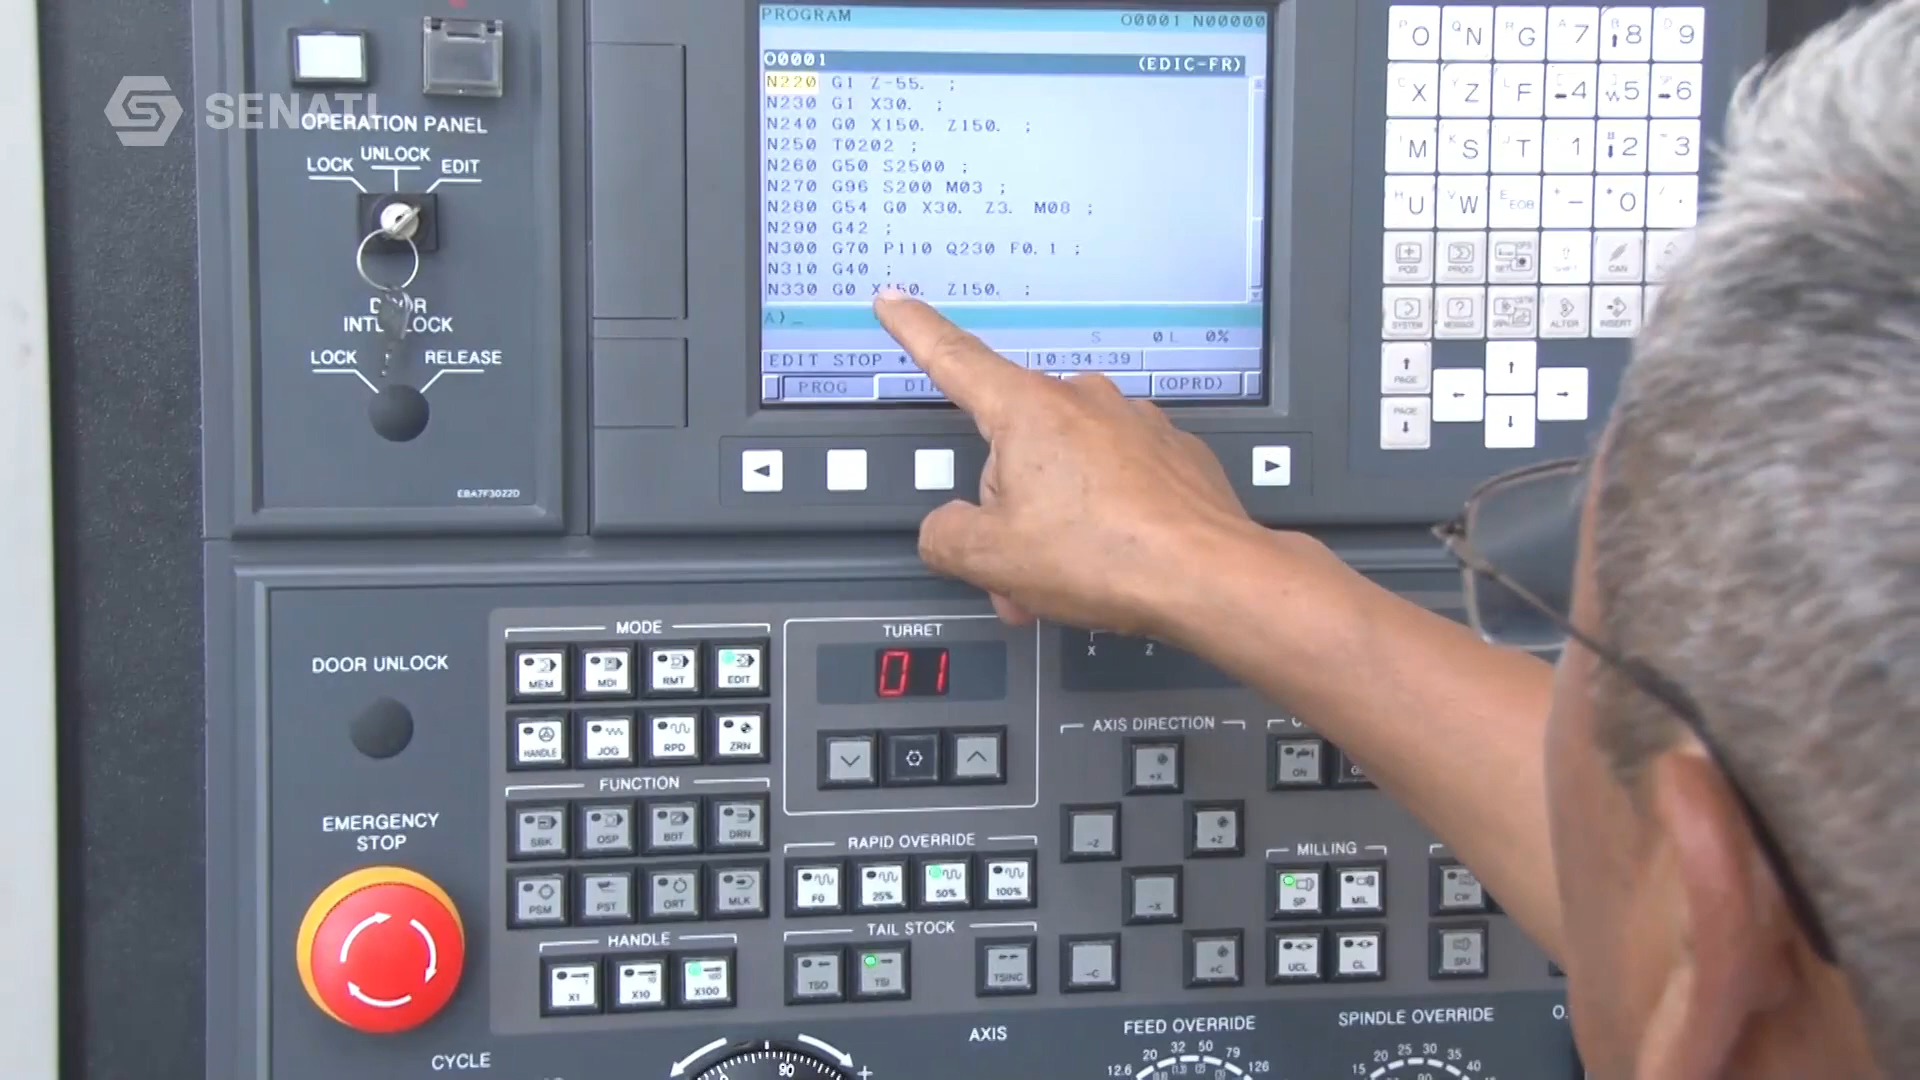 SENATI
OPERATION PANEL
LOCK UNLOCK EDIT
DOOR
INTERLOCK
LOCK RELEASE
EBA7F3022D
PROGRAM O0001 N00000
O0001 (EDIC-FR)
N220 G1 Z-55. ;
N230 G1 X30. ;
N240 G0 X150. Z150. ;
N250 T0202 ;
N260 G50 S2500 ;
N270 G96 S200 M03 ;
N280 G54 G0 X30. Z3. M08 ;
N290 G42 ;
N300 G70 P110 Q230 F0.1 ;
N310 G40 ;
N330 G0 X150. Z150. ;
A)_
S 0 L 0%
EDIT STOP 10:34:39
PROG (OPRD)
P O Q N R G A 7 B 8 D 9
C X Y Z L F 4 W 5 6
I M K S J T 1 # 2 3
H U V W E EOB - 0 .
POS PROG SHIFT CAN
SYSTEM MESSAGE ALTER INSERT
PAGE
PAGE
DOOR UNLOCK
EMERGENCY
STOP
MODE
MEM MDI RMT EDIT
HANDLE JOG RPD ZRN
FUNCTION
SBK OSP BDT DRN
PSM PST ORT MLK
HANDLE
X1 X10 X100
TURRET
01
RAPID OVERRIDE
F0 25% 50% 100%
TAIL STOCK
TSO TSI TSINC
X Z
AXIS DIRECTION
+X
-Z +Z
-X
-C +C
ON
MILLING
SP MIL CW
UCL CL SPJ
CYCLE
90
+
AXIS
FEED OVERRIDE
12.6 20 32 50 79 126
SPINDLE OVERRIDE
15 20 25 30 35 40